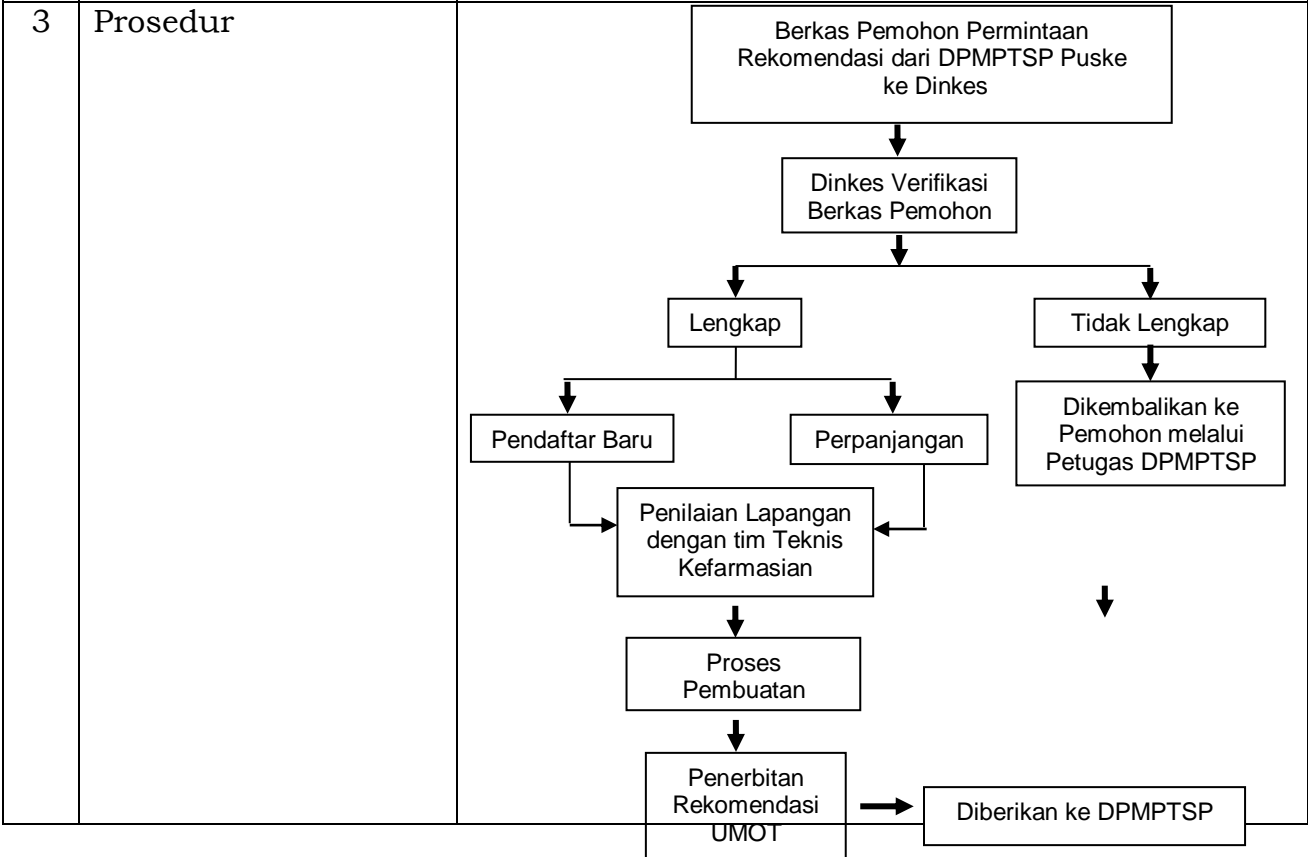 3
Prosedur
Berkas Pemohon Permintaan
Rekomendasi dari DPMPTSP Puske
ke Dinkes
Dinkes Verifikasi
Berkas Pemohon
Lengkap
Tidak Lengkap
Pendaftar Baru
Perpanjangan
Dikembalikan ke
Pemohon melalui
Petugas DPMPTSP
Penilaian Lapangan
dengan tim Teknis
Kefarmasian
Proses
Pembuatan
Penerbitan
Rekomendasi
UMOT
Diberikan ke DPMPTSP